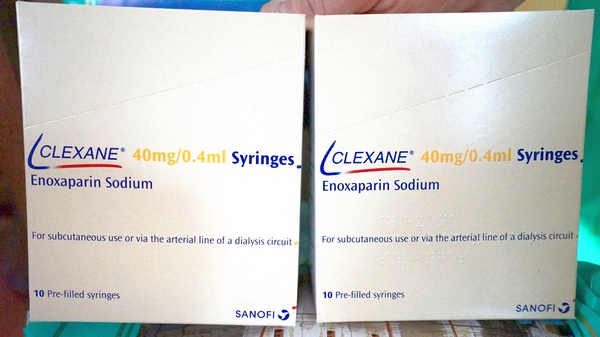 CLEXANE® 40mg/0.4ml Syringes
Enoxaparin Sodium
For subcutaneous use or via the arterial line of a dialysis circuit
10 Pre-filled syringes
SANOFI
CLEXANE® 40mg/0.4ml Syringes
Enoxaparin Sodium
For subcutaneous use or via the arterial line of a dialysis circuit
10 Pre-filled syringes
SANOFI